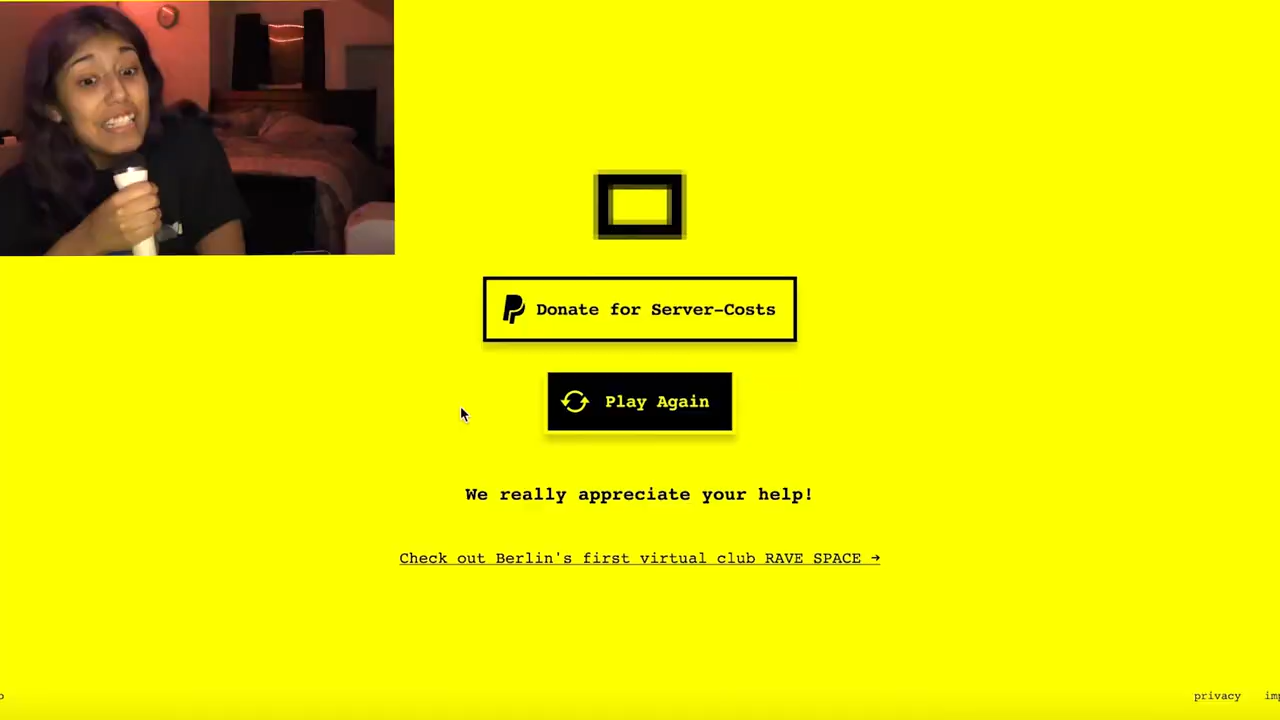 Donate for Server-Costs
Play Again
We really appreciate your help!
Check out Berlin's first virtual club RAVE SPACE →
privacy